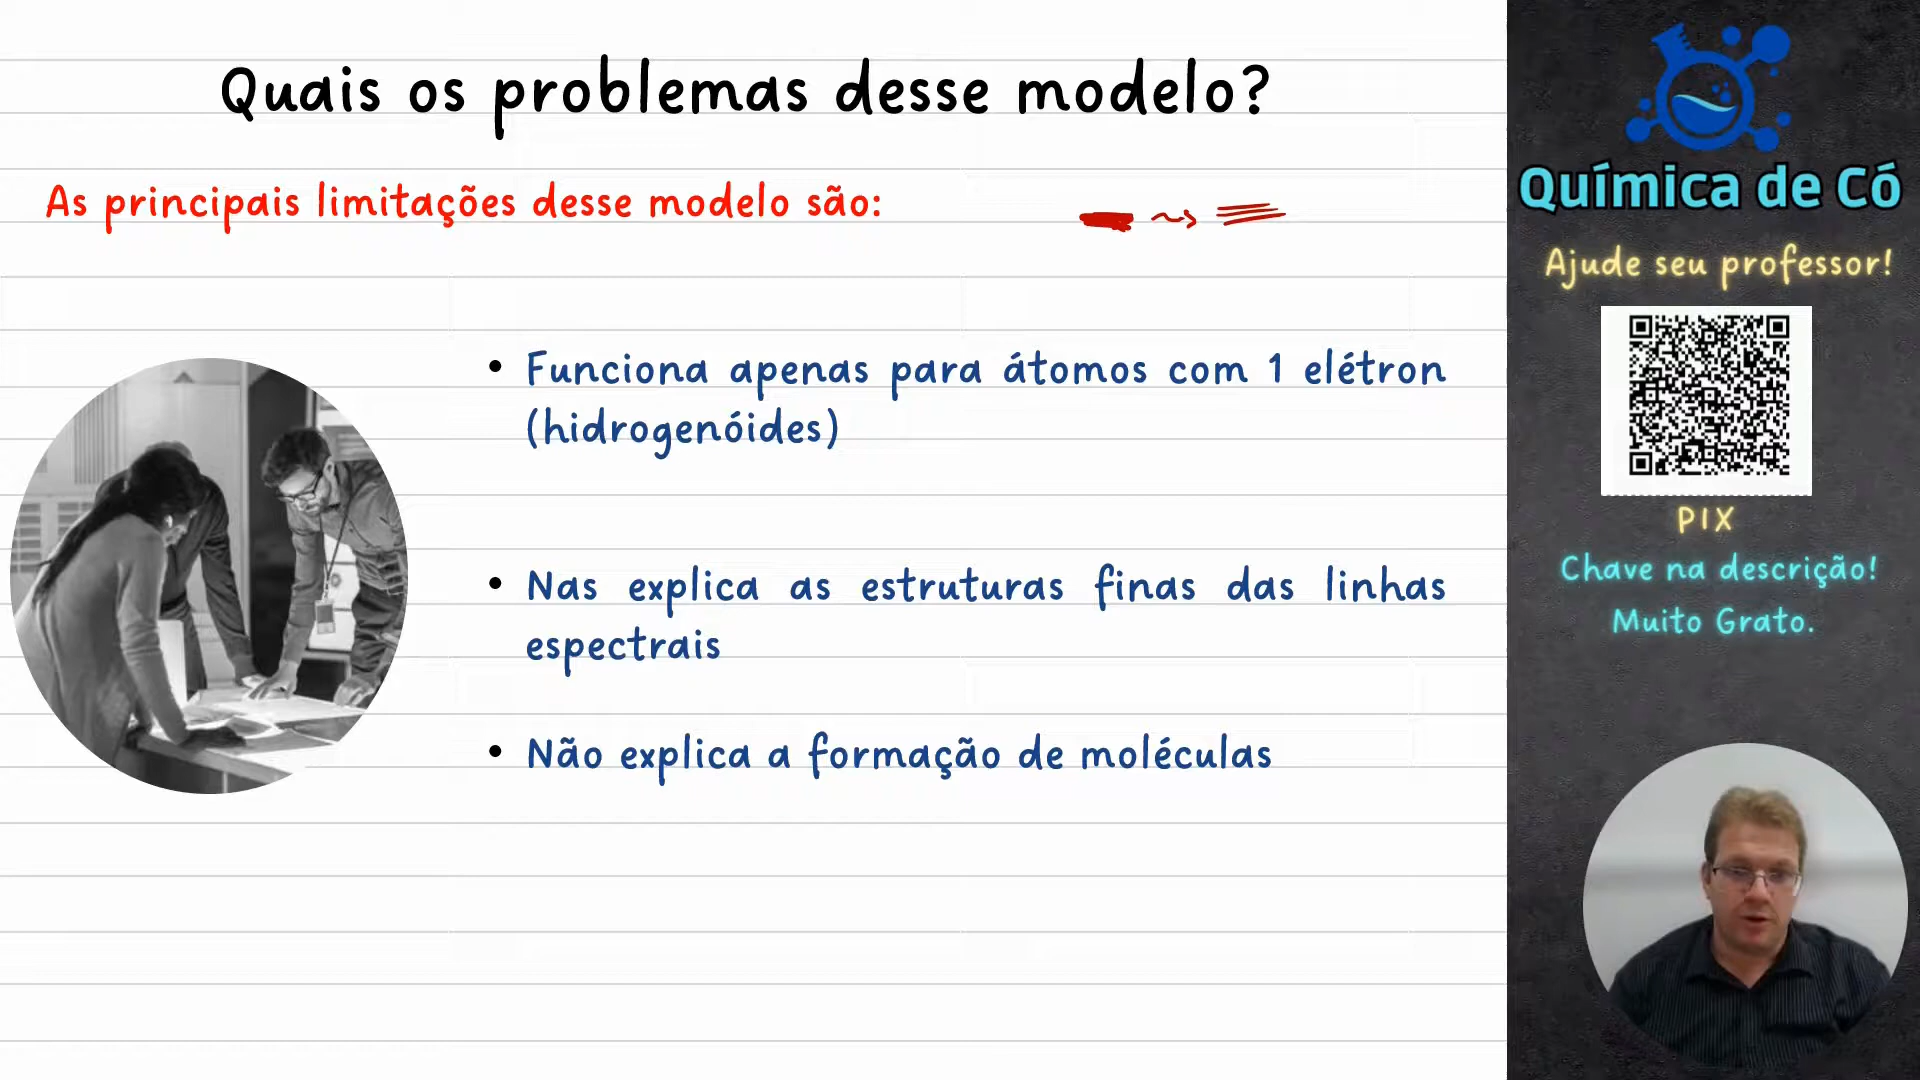 Quais os problemas desse modelo?
As principais limitações desse modelo são:
• Funciona apenas para átomos com 1 elétron
(hidrogenóides)
• Nas explica as estruturas finas das linhas
espectrais
• Não explica a formação de moléculas
Química de Có
Ajude seu professor!
PIX
Chave na descrição!
Muito Grato.